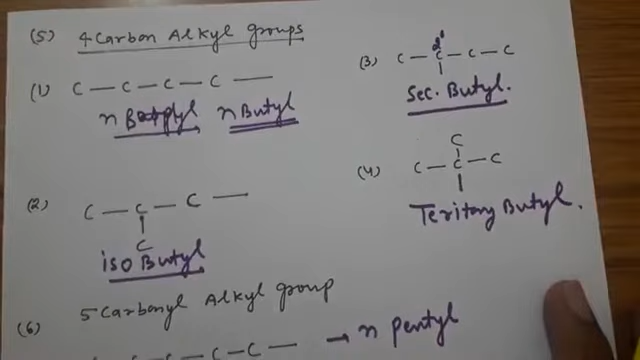 (5) 4 Carbon Alkyl groups
(1) C — C — C — C —
n Butyl
(2) C — C — C —
C
iso Butyl
(3) C — C — C — C
Sec. Butyl.
(4) C
C — C — C
Teritary Butyl.
(6) 5 Carbonyl Alkyl group
C — C — → n pentyl